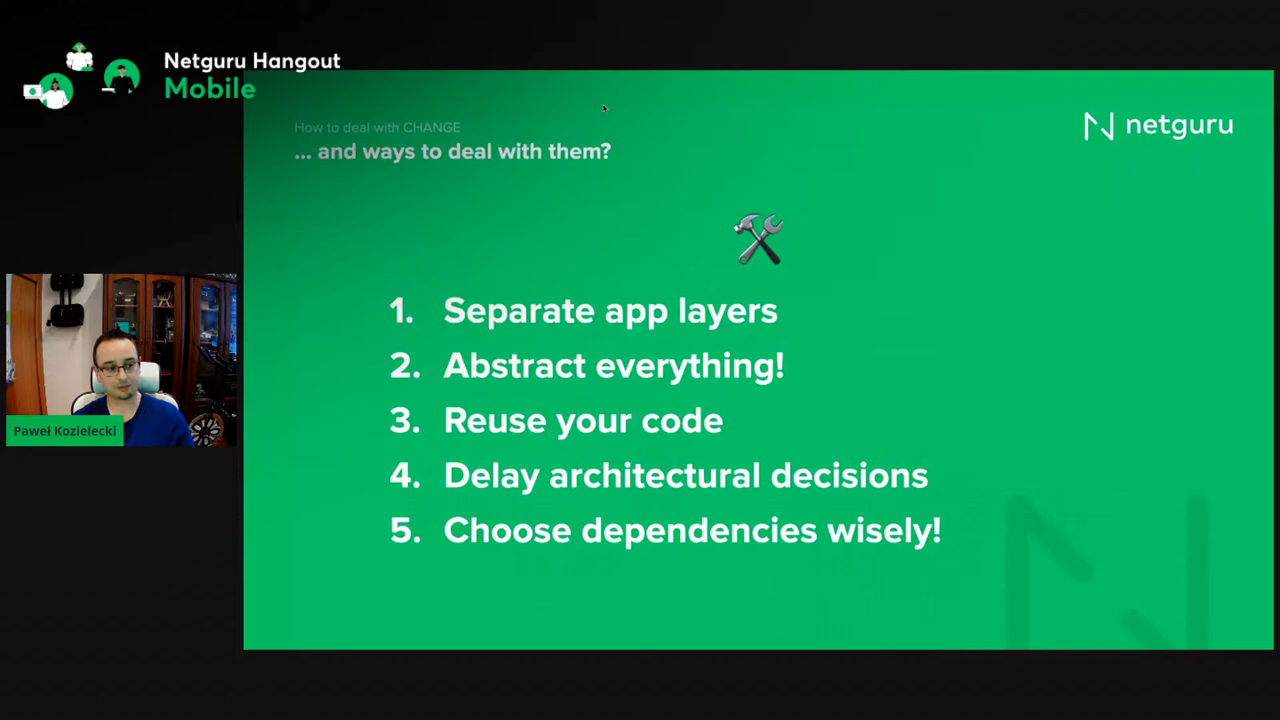 Netguru Hangout
Mobile
How to deal with CHANGE
... and ways to deal with them?
netguru
1. Separate app layers
2. Abstract everything!
3. Reuse your code
4. Delay architectural decisions
5. Choose dependencies wisely!
Paweł Kozielecki